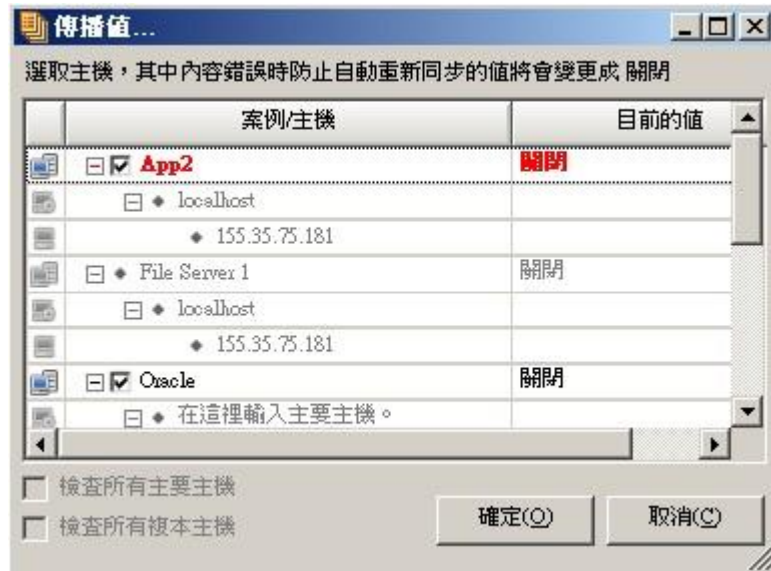 傳播值...
選取主機，其中內容錯誤時防止自動重新同步的值將會變更成 關閉
案例/主機 目前的值
App2 關閉
localhost
155.35.75.181
File Server 1 關閉
localhost
155.35.75.181
Oracle 關閉
在這裡輸入主要主機。
檢查所有主要主機
檢查所有複本主機
確定(O) 取消(C)